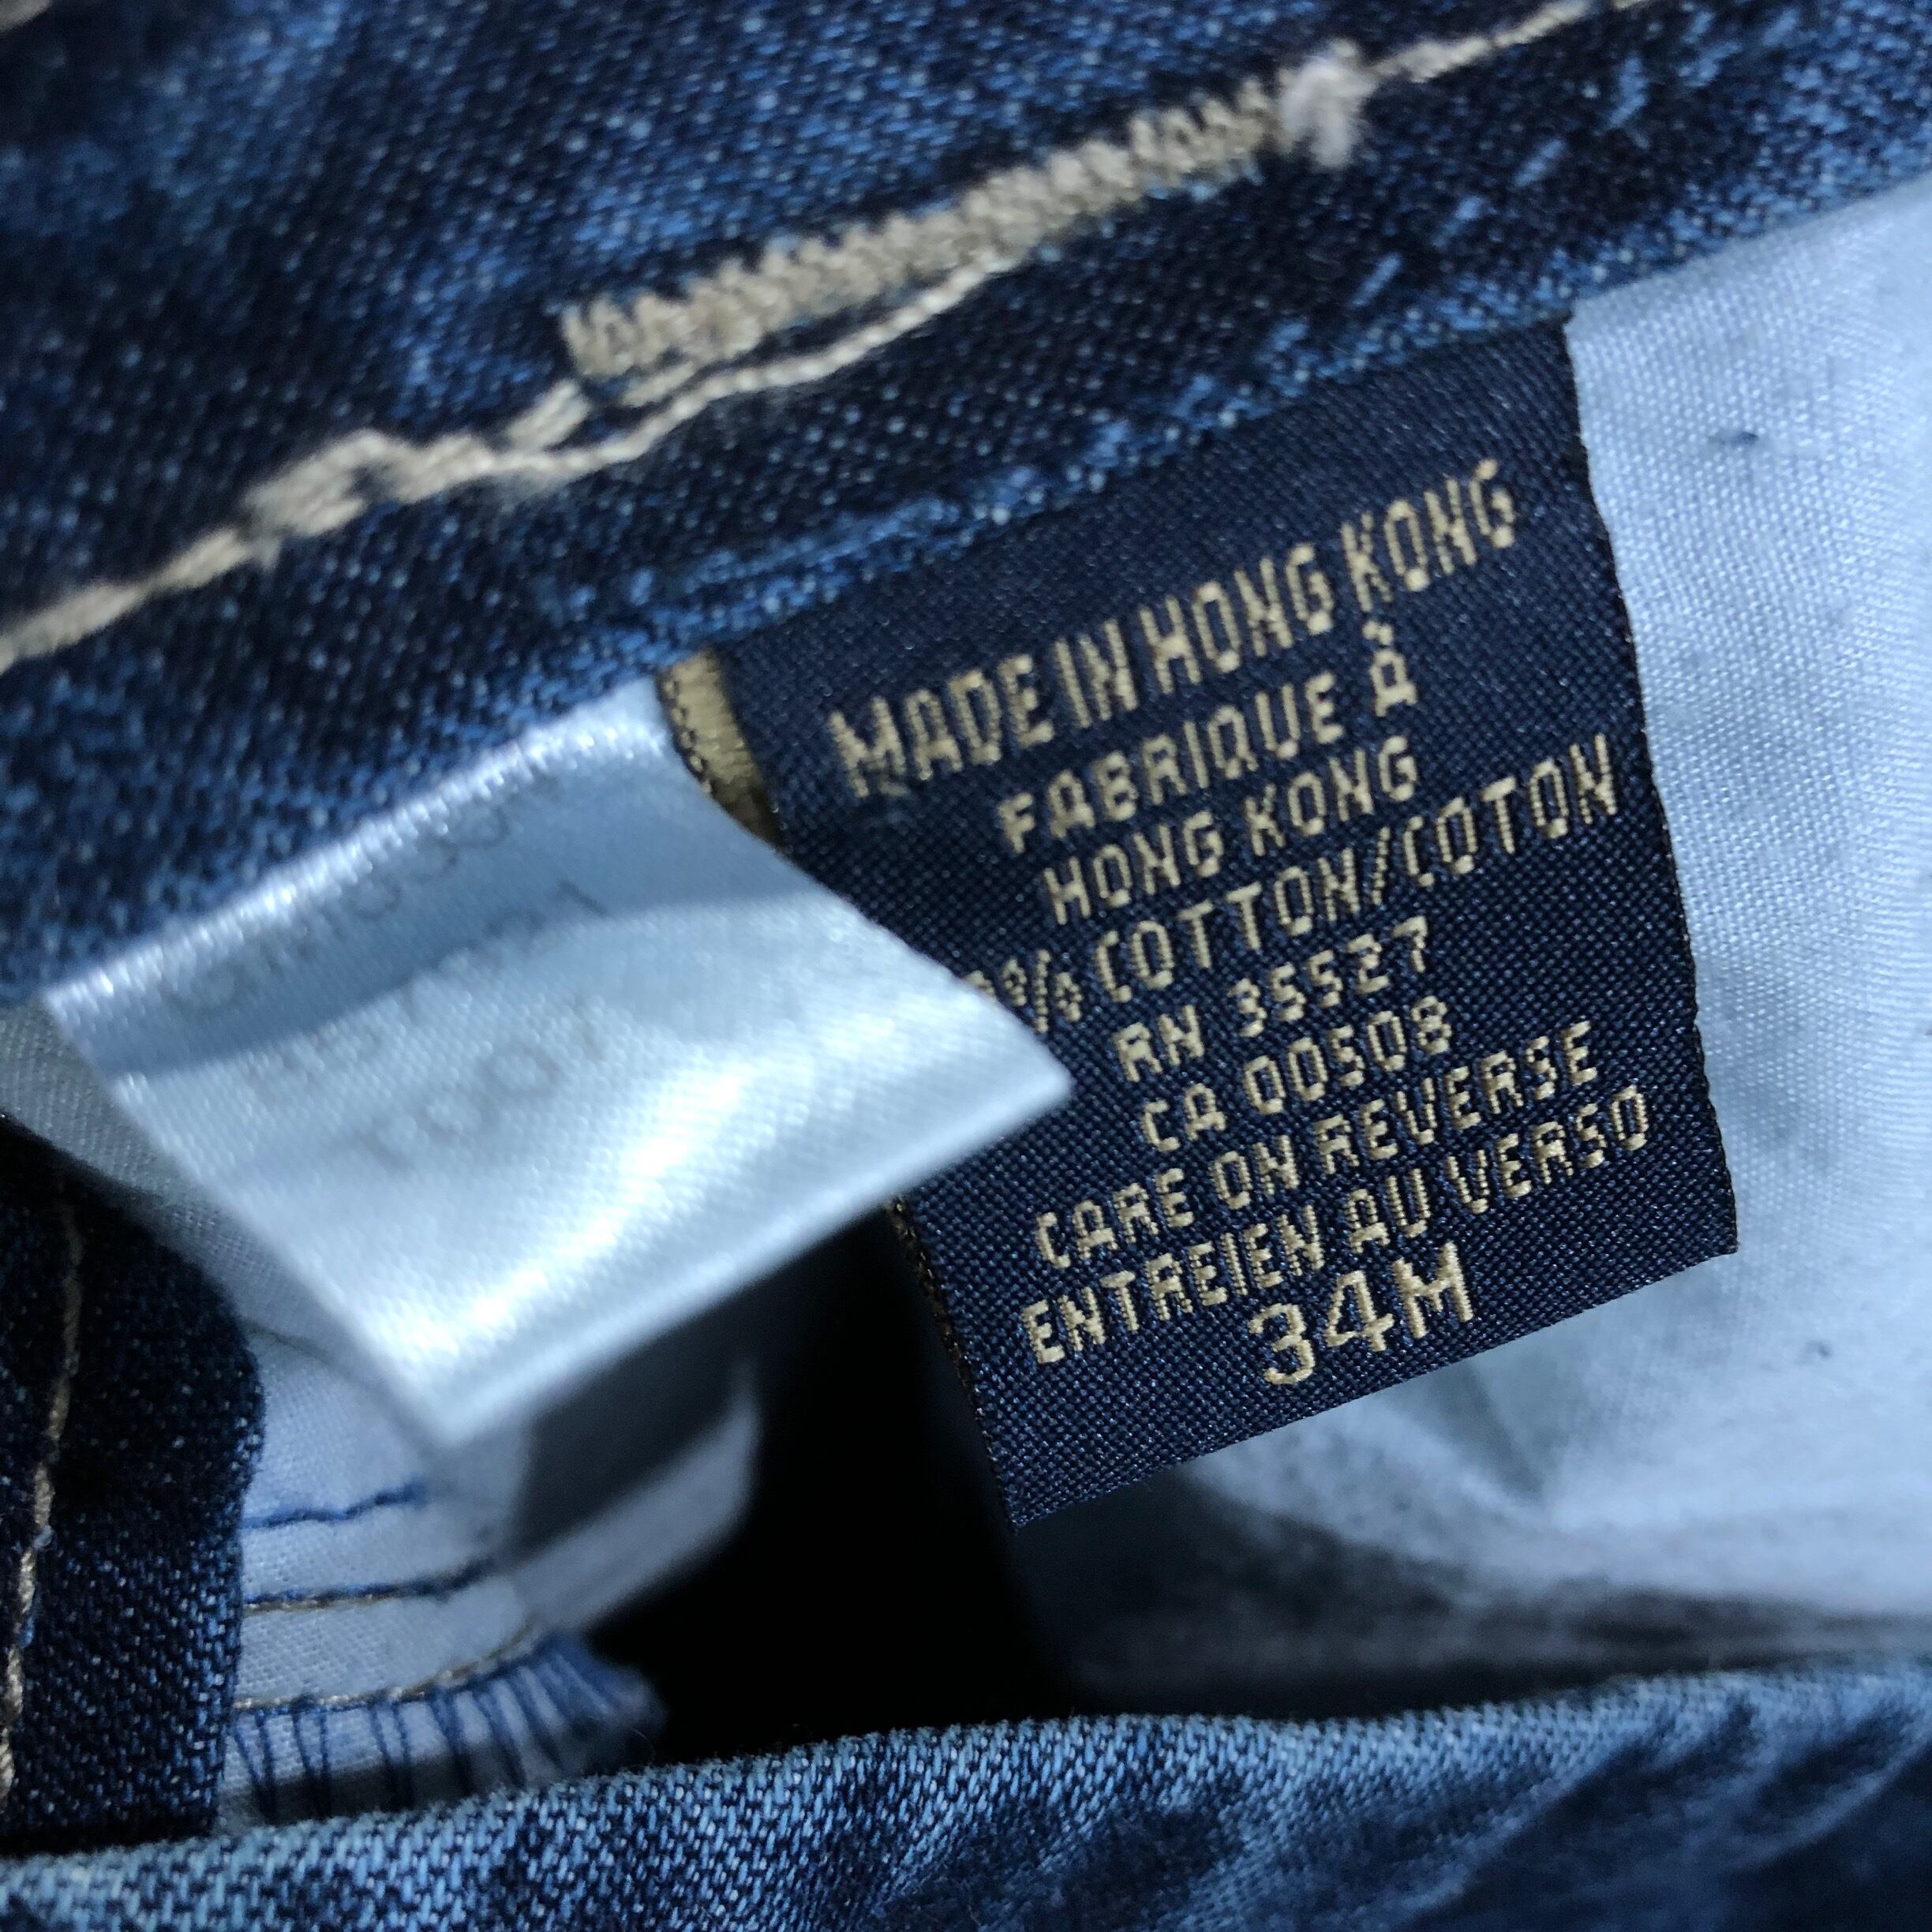 MADE IN HONG KONG
FABRIQUE À
HONG KONG
% COTTON/COTON
RN 35527
CA 00508
CARE ON REVERSE
ENTREIEN AU VERSO
34M